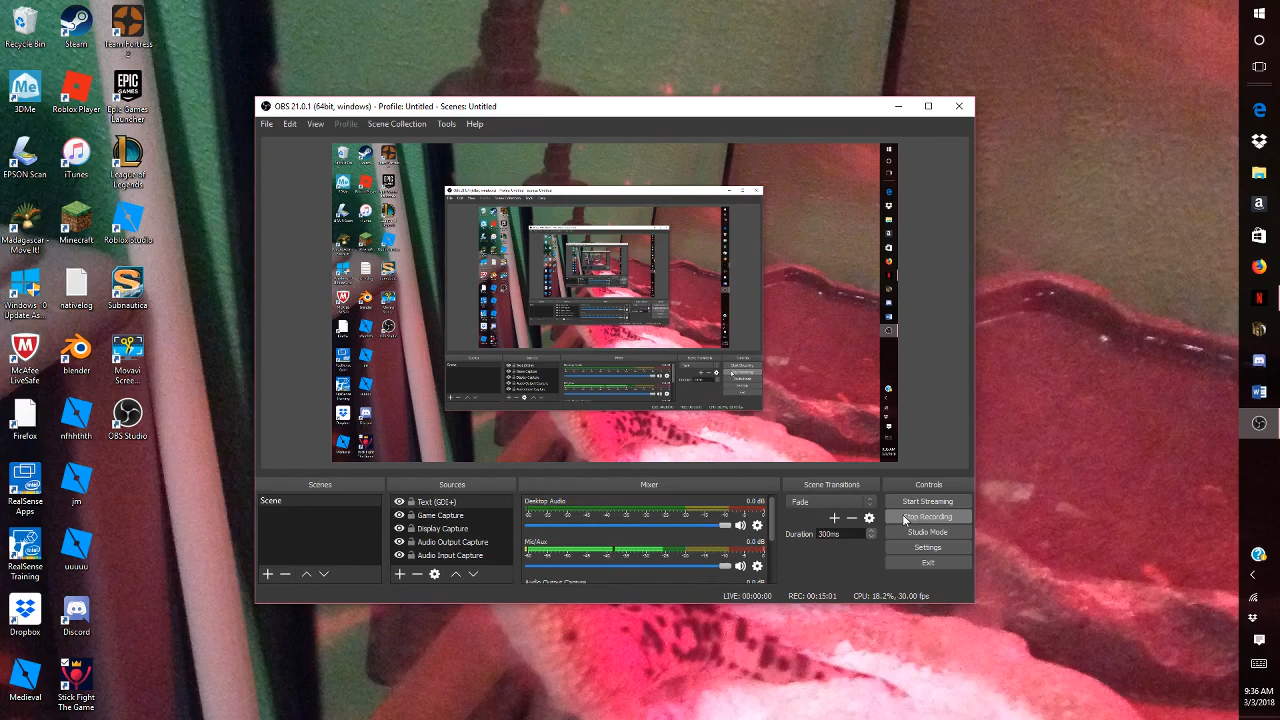 Recycle Bin
Steam
Team Fortress
2
3DMe
Roblox Player
Epic Games
Launcher
EPSON Scan
iTunes
League of
Legends
Madagascar
- Move It!
Minecraft
Roblox Studio
Windows 10
Update As...
nativelog
Subnautica
blender
Movavi
Scree...
Firefox
nfhhthth
OBS Studio
RealSense
Apps
jm
RealSense
Training
uuuuu
Dropbox
Discord
Medieval
Stick Fight
The Game
OBS 21.0.1 (64bit, windows) - Profile: Untitled - Scenes: Untitled
File Edit View Profile Scene Collection Tools Help
Scenes
Scene
Sources
Text (GDI+)
Game Capture
Display Capture
Audio Output Capture
Audio Input Capture
Mixer
Desktop Audio 0.0 dB
Mic/Aux 0.0 dB
Audio Output Capture
Scene Transitions
Fade
Duration 300ms
Controls
Start Streaming
Stop Recording
Studio Mode
Settings
Exit
LIVE: 00:00:00 REC: 00:15:01 CPU: 18.2%, 30.00 fps
9:36 AM
3/3/2018